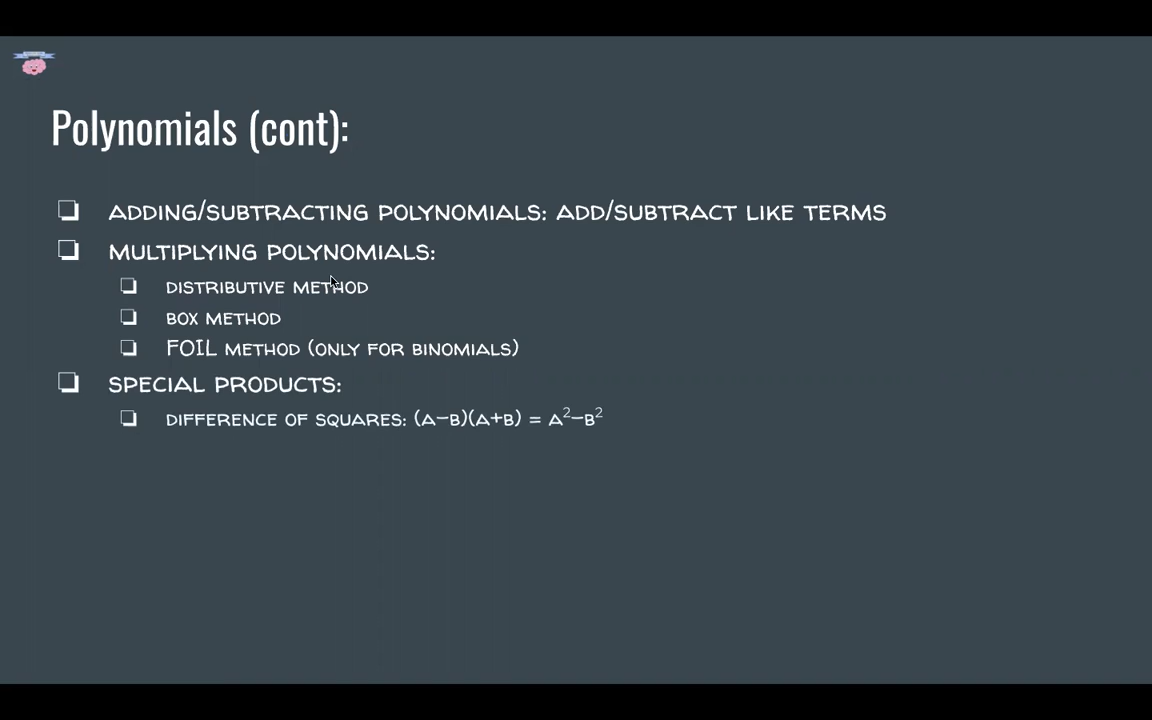 Polynomials (cont):
ADDING/SUBTRACTING POLYNOMIALS: ADD/SUBTRACT LIKE TERMS
MULTIPLYING POLYNOMIALS:
DISTRIBUTIVE METHOD
BOX METHOD
FOIL METHOD (ONLY FOR BINOMIALS)
SPECIAL PRODUCTS:
DIFFERENCE OF SQUARES: (A−B)(A+B) = A²−B²